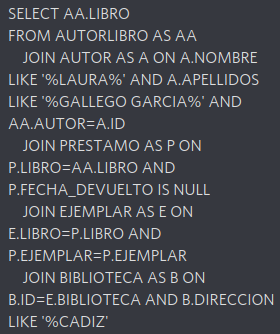 SELECT AA.LIBRO
FROM AUTORLIBRO AS AA
JOIN AUTOR AS A ON A.NOMBRE
LIKE '%LAURA%' AND A.APELLIDOS
LIKE '%GALLEGO GARCIA%' AND
AA.AUTOR=A.ID
JOIN PRESTAMO AS P ON
P.LIBRO=AA.LIBRO AND
P.FECHA_DEVUELTO IS NULL
JOIN EJEMPLAR AS E ON
E.LIBRO=P.LIBRO AND
P.EJEMPLAR=P.EJEMPLAR
JOIN BIBLIOTECA AS B ON
B.ID=E.BIBLIOTECA AND B.DIRECCION
LIKE '%CADIZ'